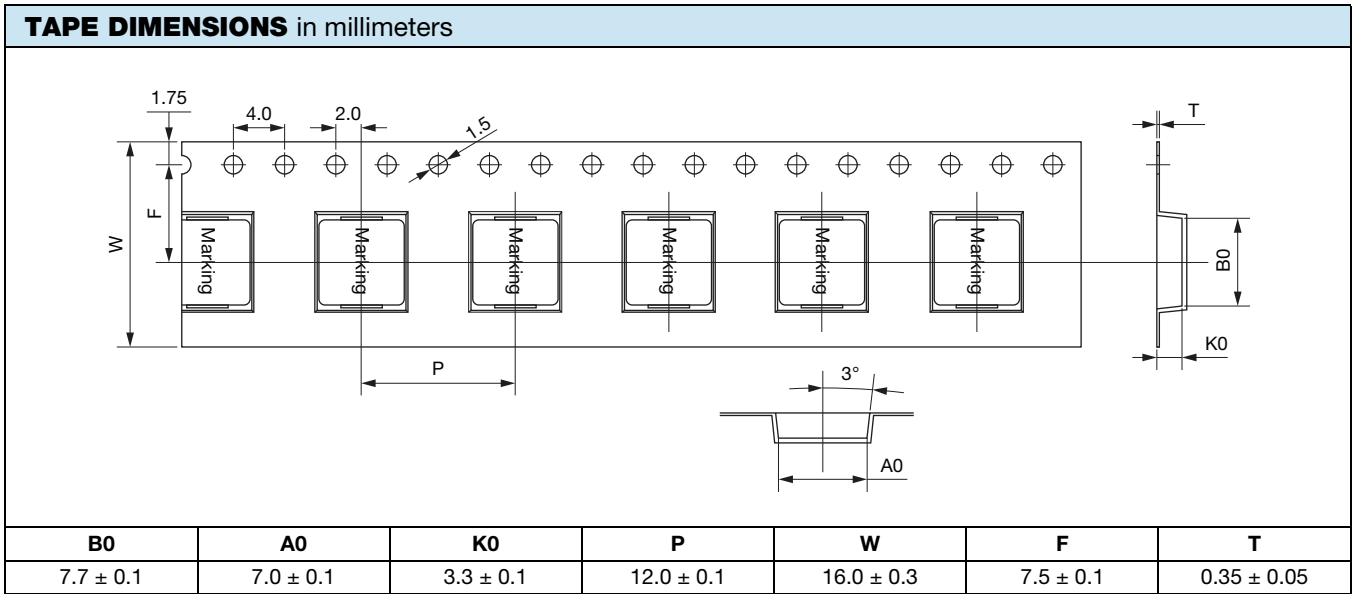 TAPE DIMENSIONS in millimeters
1.75
4.0
2.0
1.5
T
F
W
Marking
Marking
Marking
Marking
Marking
Marking
B0
K0
P
3°
A0
B0 A0 K0 P W F T
7.7 ± 0.1 7.0 ± 0.1 3.3 ± 0.1 12.0 ± 0.1 16.0 ± 0.3 7.5 ± 0.1 0.35 ± 0.05